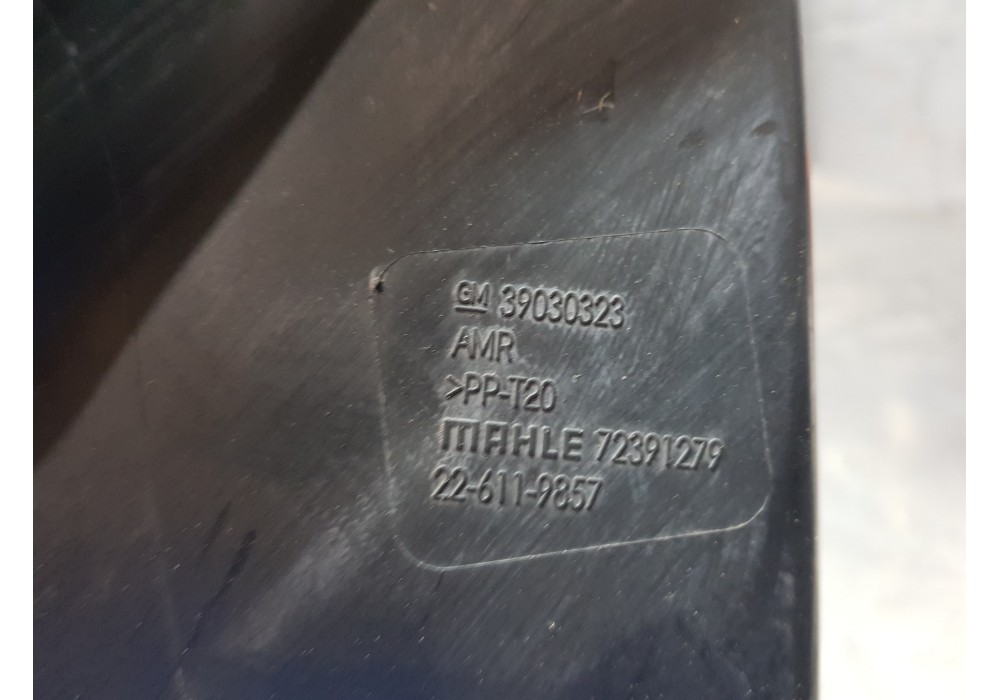 GM 39030323
AMR
>PP-T20
MAHLE 72391279
22-611-9857